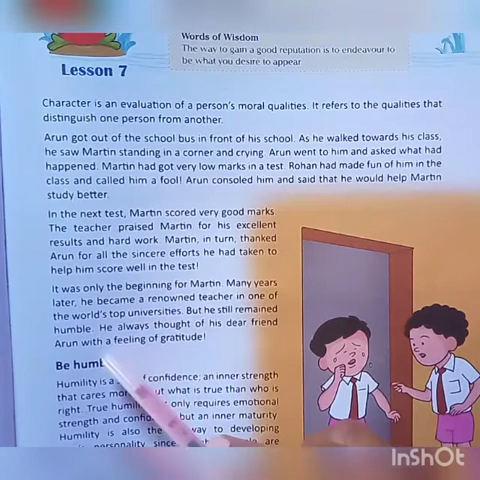 Words of Wisdom
The way to gain a good reputation is to endeavour to
be what you desire to appear
Lesson 7
Character is an evaluation of a person's moral qualities. It refers to the qualities that
distinguish one person from another.
Arun got out of the school bus in front of his school. As he walked towards his class,
he saw Martin standing in a corner and crying. Arun went to him and asked what had
happened. Martin had got very low marks in a test. Rohan had made fun of him in the
class and called him a fool! Arun consoled him and said that he would help Martin
study better.
In the next test, Martin scored very good marks
The teacher praised Martin for his excellent
results and hard work. Martin, in turn, thanked
Arun for all the sincere efforts he had taken to
help him score well in the test!
It was only the beginning for Martin. Many years
later, he became a renowned teacher in one of
the world's top universities. But he still remained
humble. He always thought of his dear friend
Arun with a feeling of gratitude!
Be
Humility is a confidence; an inner strength
that cares what is true than who is
right. True only requires emotional
strength and but an inner maturity
Humility is also the way to developing
personality since are
InShOt